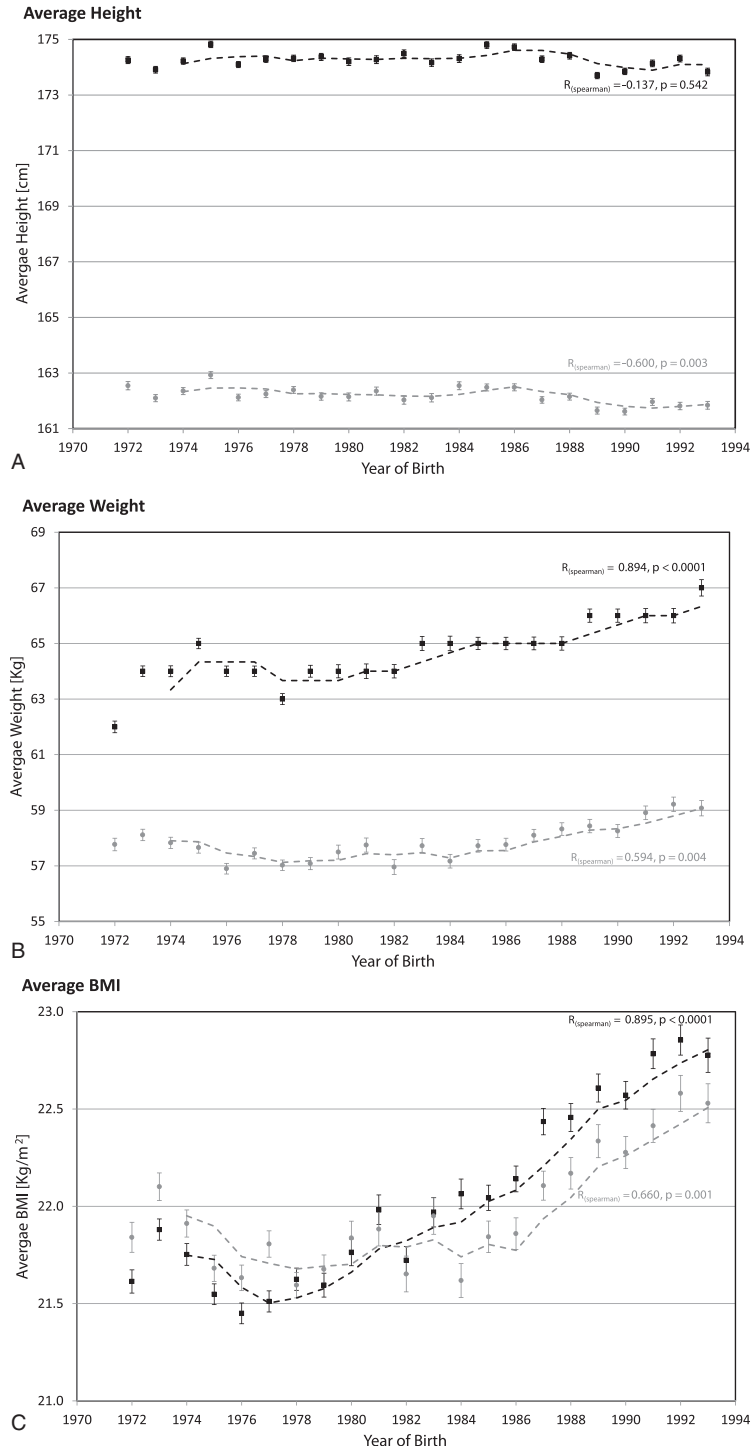 Average Height
175
173
171
169
167
165
163
161
Avergae Height [cm]
R(spearman) =-0.137, p = 0.542
R(spearman) =-0.600, p = 0.003
1970 1972 1974 1976 1978 1980 1982 1984 1986 1988 1990 1992 1994
Year of Birth
A
Average Weight
69
67
65
63
61
59
57
55
Avergae Weight [Kg]
R(spearman) = 0.894, p < 0.0001
R(spearman) =0.594, p = 0.004
1970 1972 1974 1976 1978 1980 1982 1984 1986 1988 1990 1992 1994
Year of Birth
B
Average BMI
23.0
22.5
22.0
21.5
21.0
Avergae BMI [Kg/m²]
R(spearman) = 0.895, p < 0.0001
R(spearman) =0.660, p = 0.001
1970 1972 1974 1976 1978 1980 1982 1984 1986 1988 1990 1992 1994
Year of Birth
C